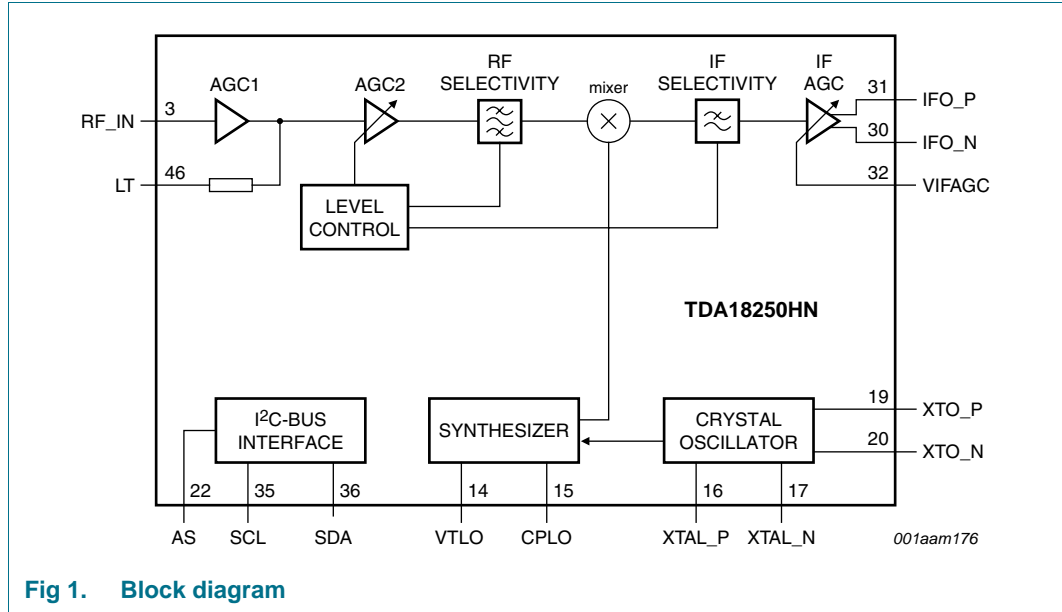 RF
SELECTIVITY
IF
SELECTIVITY
IF
AGC
AGC1
AGC2
mixer
31
IFO_P
3
RF_IN
30
IFO_N
46
LT
32
VIFAGC
LEVEL
CONTROL
TDA18250HN
19
XTO_P
I²C-BUS
INTERFACE
SYNTHESIZER
CRYSTAL
OSCILLATOR
20
XTO_N
22
35
36
14
15
16
17
AS
SCL
SDA
VTLO
CPLO
XTAL_P
XTAL_N
001aam176
Fig 1. Block diagram